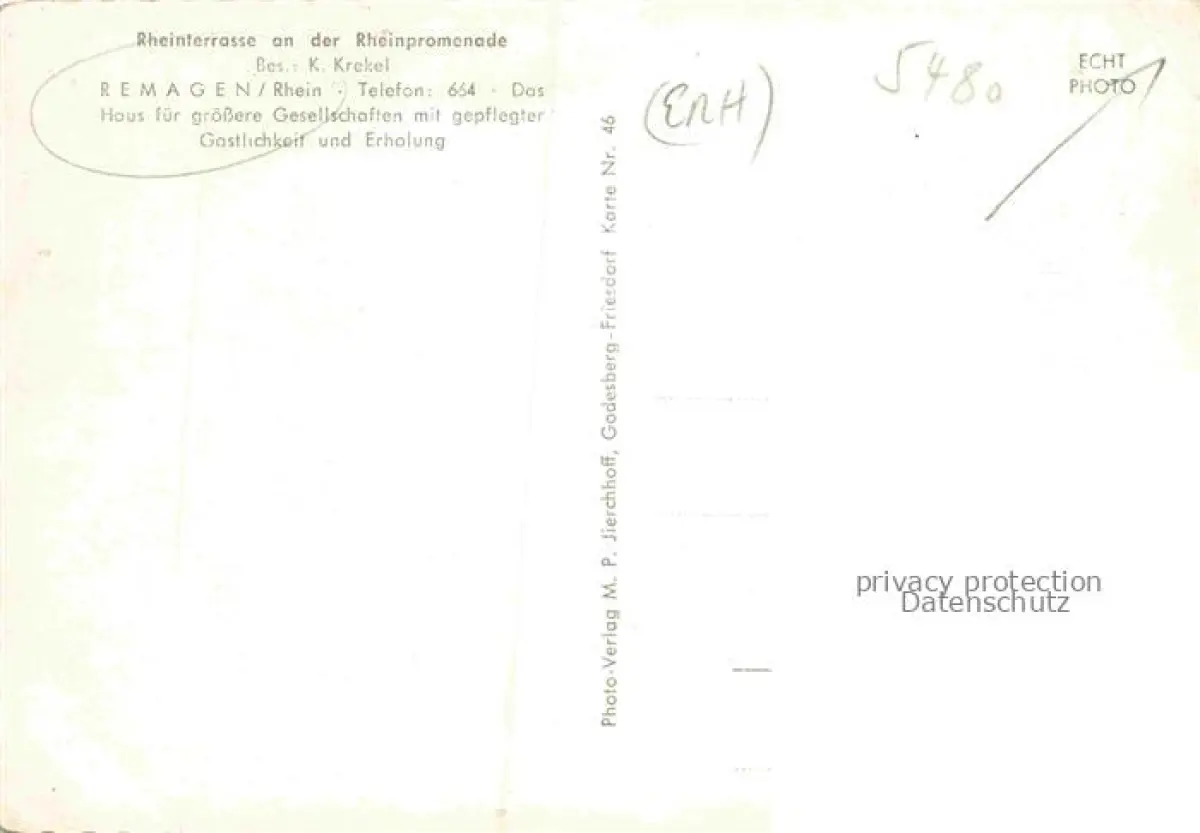 Rheinterrasse an der Rheinpromenade
Bes.: K. Krekel
REMAGEN/Rhein · Telefon: 664 · Das
Haus für größere Gesellschaften mit gepflegter
Gastlichkeit und Erholung
Photo-Verlag M. P. Jierchhoff, Godesberg-Friesdorf Karte Nr. 46
(ENH)
5480
ECHT
PHOTO
privacy protection
Datenschutz